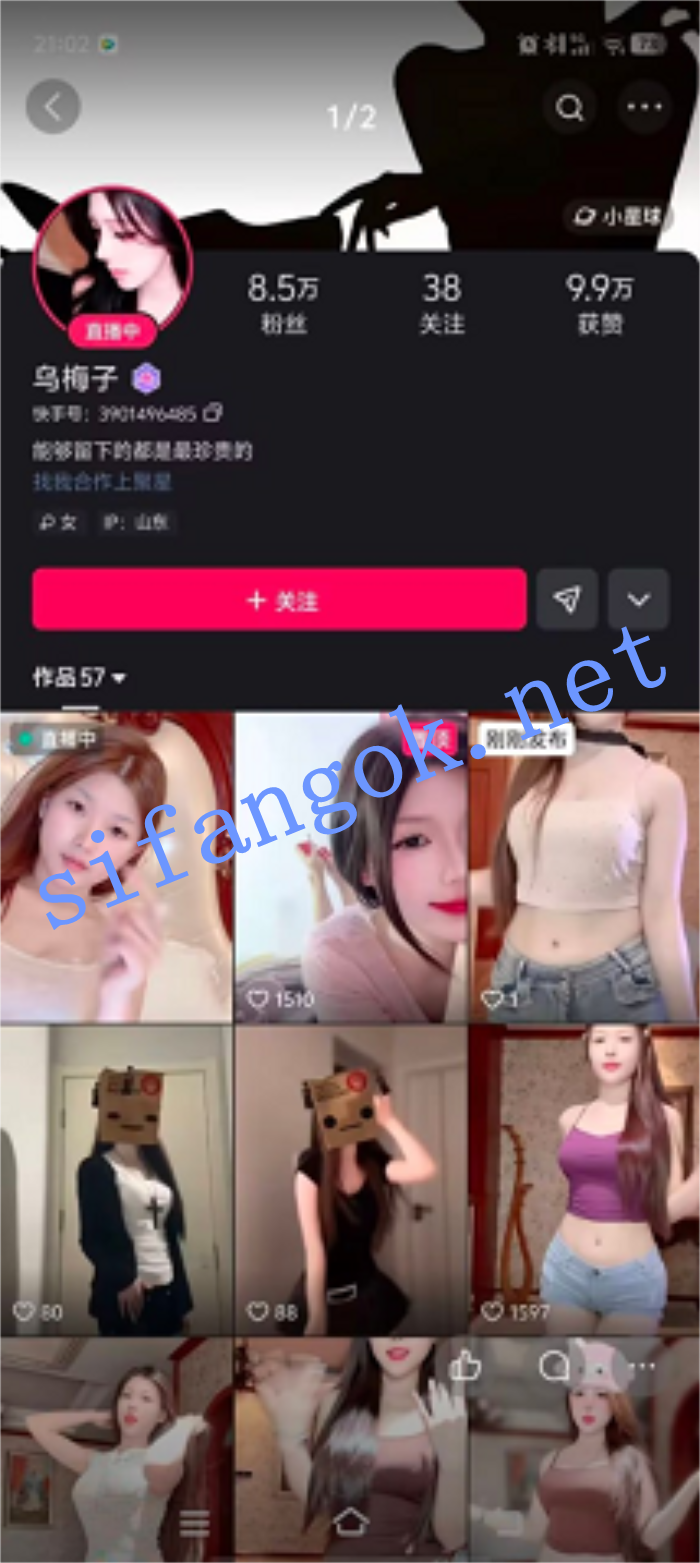 21:02
1/2
小星球
直播中
8.5万 38 9.9万
粉丝 关注 获赞
乌梅子
快手号：3901496485
能够留下的都是最珍贵的
找我合作上聚星
女 IP：山东
+ 关注
作品57
直播中
刚刚发布
sifangok.net
1510
1
80
88
1597